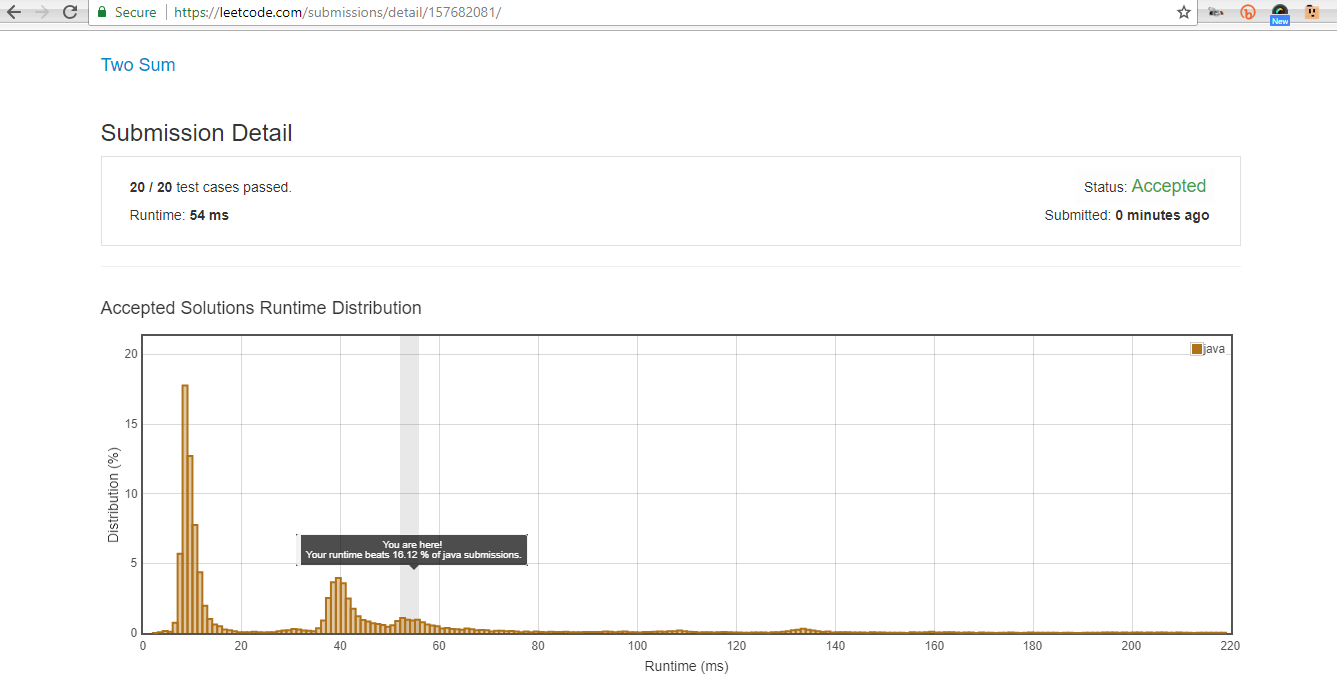 Secure https://leetcode.com/submissions/detail/157682081/
New
Two Sum
Submission Detail
20 / 20 test cases passed.
Status: Accepted
Runtime: 54 ms
Submitted: 0 minutes ago
Accepted Solutions Runtime Distribution
java
20
15
10
5
0
Distribution (%)
You are here!
Your runtime beats 16.12 % of java submissions.
0 20 40 60 80 100 120 140 160 180 200 220
Runtime (ms)